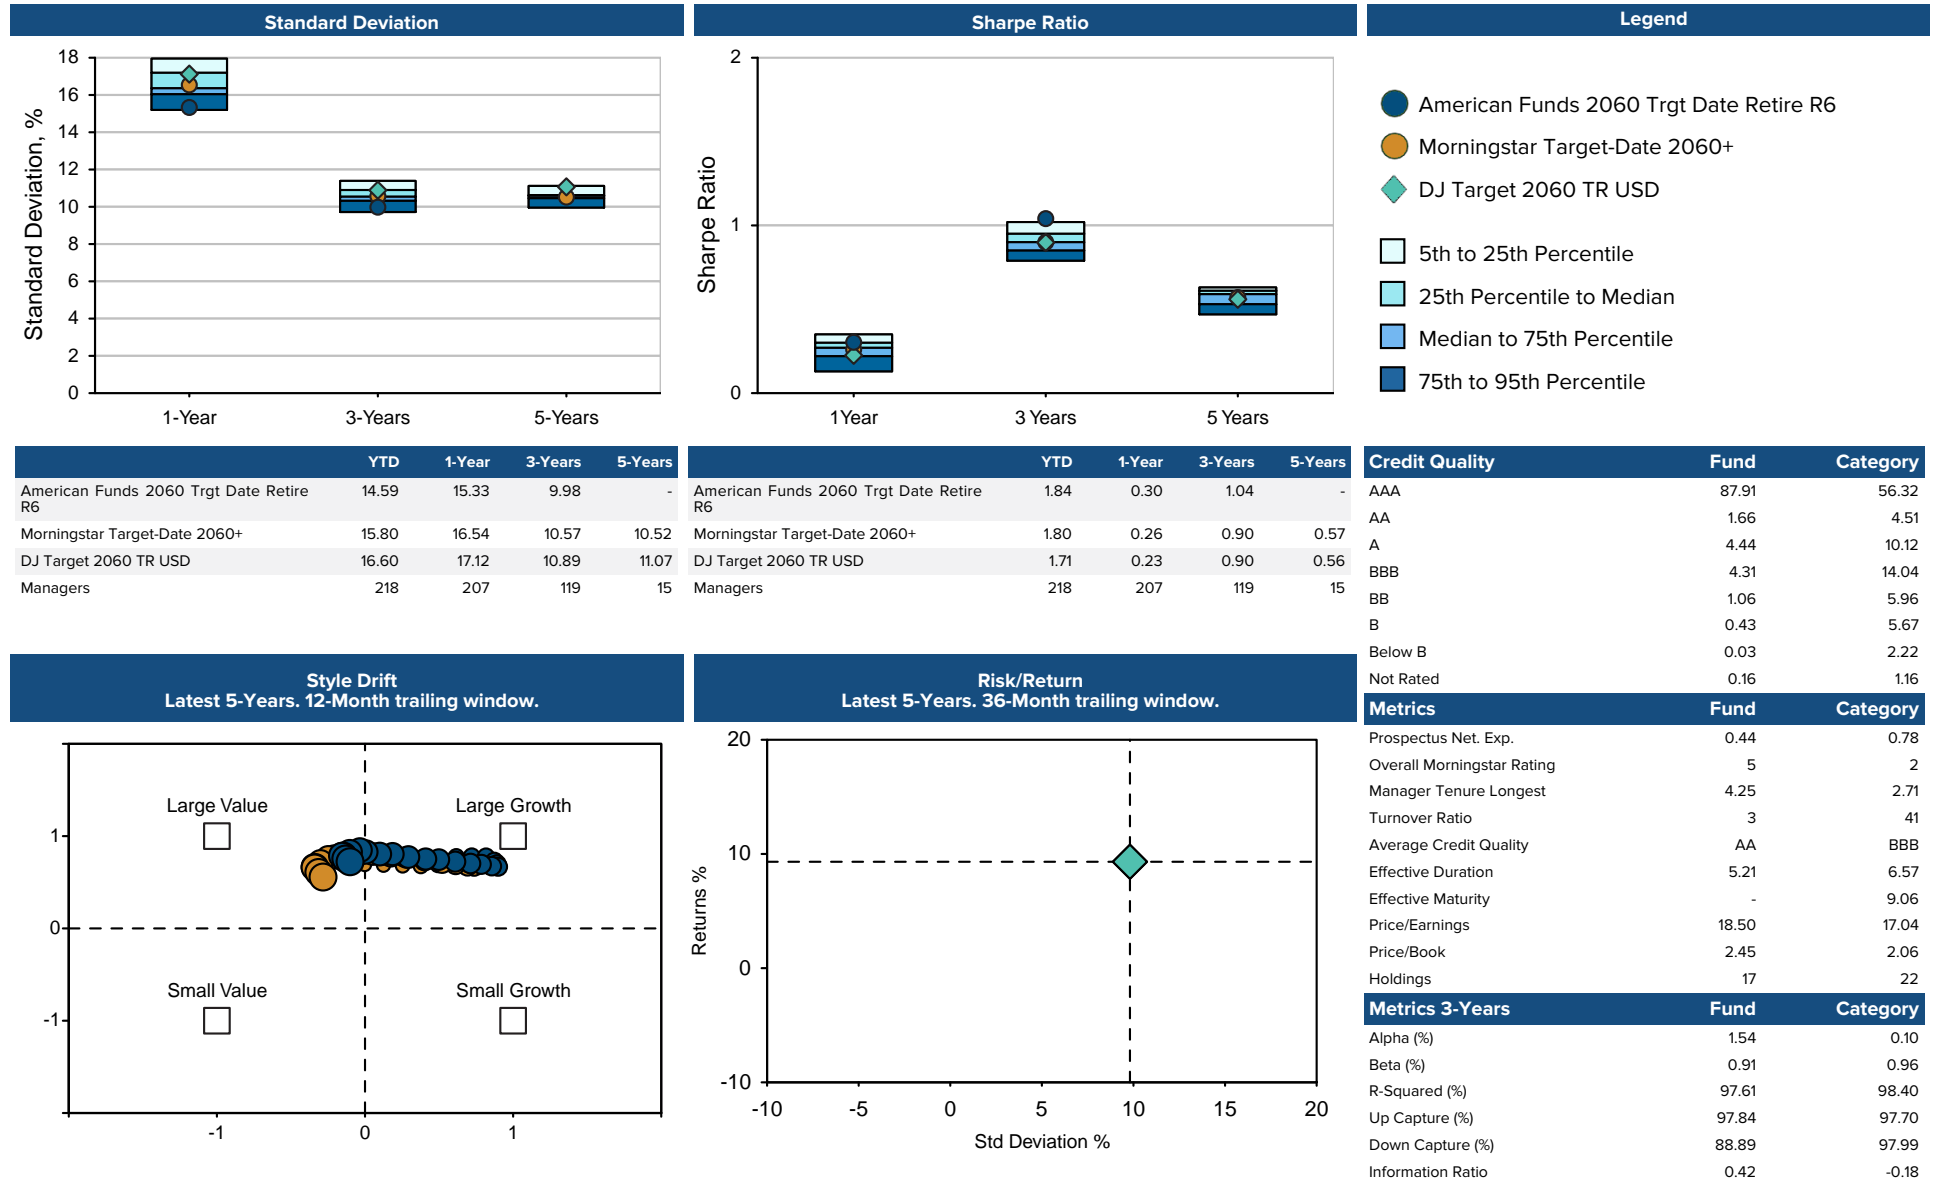 Standard Deviation
18
16
14
12
10
8
6
4
2
0
Standard Deviation, %
1-Year
3-Years
5-Years
Sharpe Ratio
2
1
0
Sharpe Ratio
1Year
3 Years
5 Years
Legend
American Funds 2060 Trgt Date Retire R6
Morningstar Target-Date 2060+
DJ Target 2060 TR USD
5th to 25th Percentile
25th Percentile to Median
Median to 75th Percentile
75th to 95th Percentile
YTD 1-Year 3-Years 5-Years
American Funds 2060 Trgt Date Retire 14.59 15.33 9.98 -
R6
Morningstar Target-Date 2060+ 15.80 16.54 10.57 10.52
DJ Target 2060 TR USD 16.60 17.12 10.89 11.07
Managers 218 207 119 15
YTD 1-Year 3-Years 5-Years
American Funds 2060 Trgt Date Retire 1.84 0.30 1.04 -
R6
Morningstar Target-Date 2060+ 1.80 0.26 0.90 0.57
DJ Target 2060 TR USD 1.71 0.23 0.90 0.56
Managers 218 207 119 15
Credit Quality Fund Category
AAA 87.91 56.32
AA 1.66 4.51
A 4.44 10.12
BBB 4.31 14.04
BB 1.06 5.96
B 0.43 5.67
Below B 0.03 2.22
Not Rated 0.16 1.16
Metrics Fund Category
Prospectus Net. Exp. 0.44 0.78
Overall Morningstar Rating 5 2
Manager Tenure Longest 4.25 2.71
Turnover Ratio 3 41
Average Credit Quality AA BBB
Effective Duration 5.21 6.57
Effective Maturity - 9.06
Price/Earnings 18.50 17.04
Price/Book 2.45 2.06
Holdings 17 22
Metrics 3-Years Fund Category
Alpha (%) 1.54 0.10
Beta (%) 0.91 0.96
R-Squared (%) 97.61 98.40
Up Capture (%) 97.84 97.70
Down Capture (%) 88.89 97.99
Information Ratio 0.42 -0.18
Style Drift
Latest 5-Years. 12-Month trailing window.
Large Value
Large Growth
Small Value
Small Growth
1
0
-1
-1
0
1
Risk/Return
Latest 5-Years. 36-Month trailing window.
20
10
0
-10
Returns %
-10
-5
0
5
10
15
20
Std Deviation %